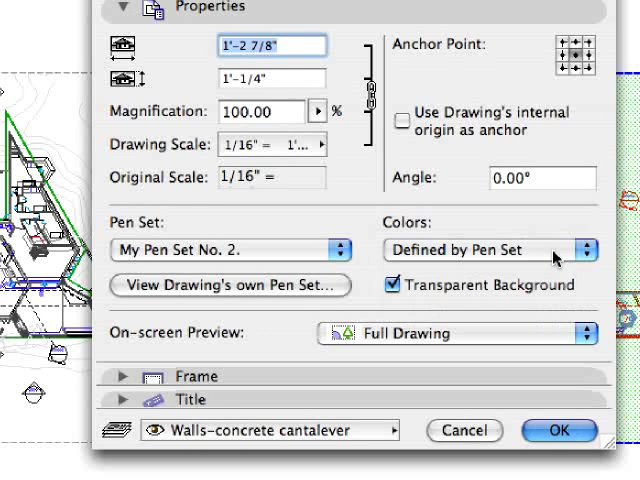 Properties
1'-2 7/8"
Anchor Point:
1'-1/4"
Magnification: 100.00 %
Use Drawing's internal
origin as anchor
Drawing Scale: 1/16" = 1'...
Original Scale: 1/16" =
Angle: 0.00°
Pen Set:
Colors:
My Pen Set No. 2.
Defined by Pen Set
View Drawing's own Pen Set...
Transparent Background
On-screen Preview: Full Drawing
Frame
Title
Walls-concrete cantalever
Cancel
OK